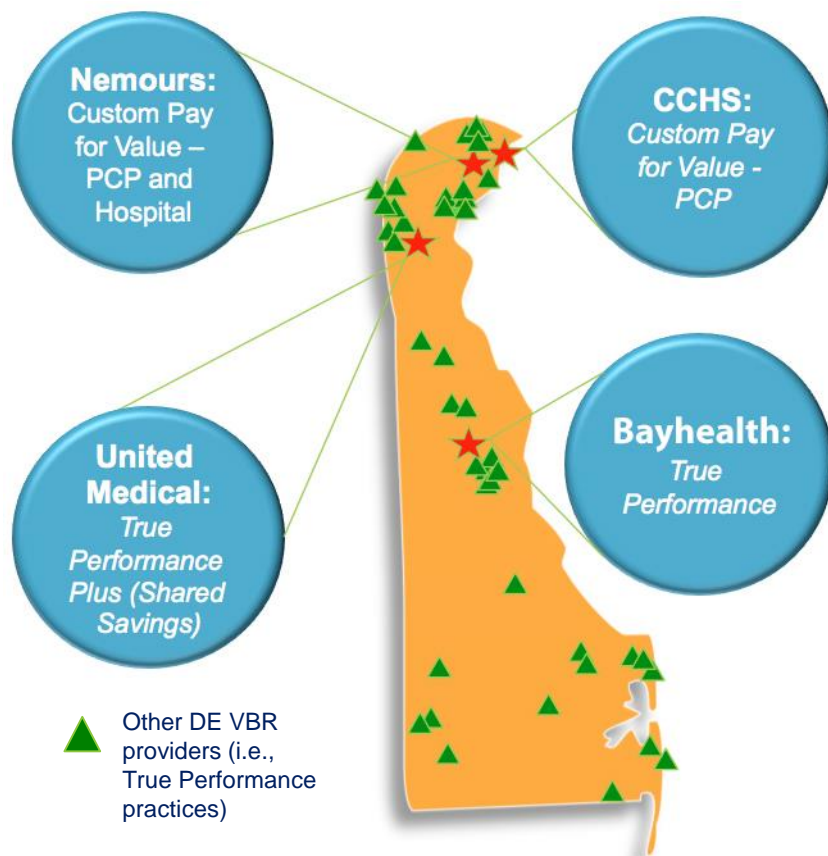 Nemours:
Custom Pay
for Value –
PCP and
Hospital
CCHS:
Custom Pay
for Value -
PCP
United
Medical:
True
Performance
Plus (Shared
Savings)
Bayhealth:
True
Performance
Other DE VBR
providers (i.e.,
True Performance
practices)